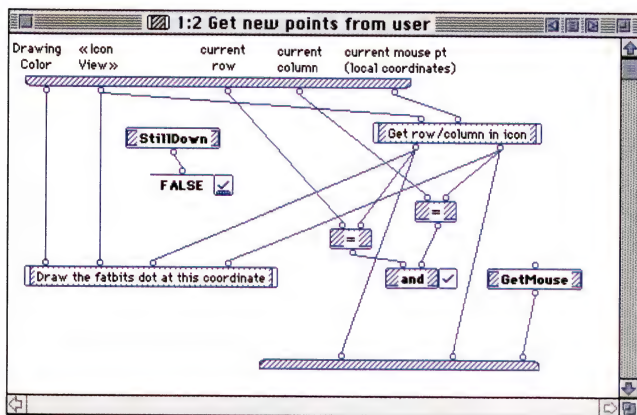 1:2 Get new points from user
Drawing Color
«Icon View»
current row
current column
current mouse pt (local coordinates)
Get row/column in icon
StillDown
FALSE
=
=
Draw the fatbits dot at this coordinate
and
GetMouse